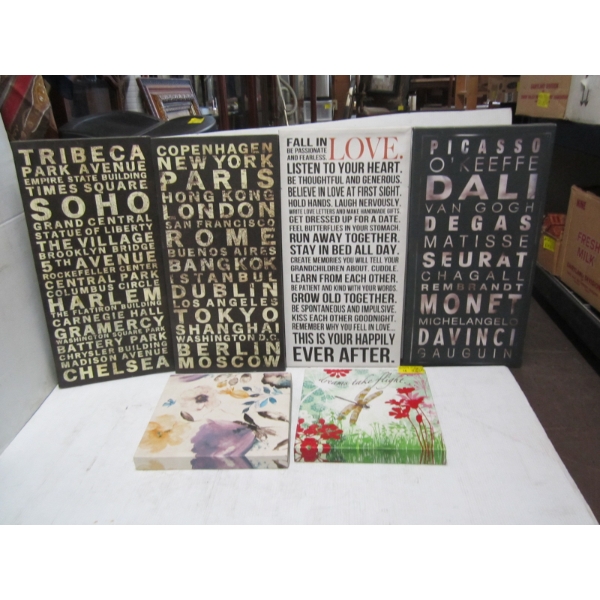 TRIBECA
PARK AVENUE
EMPIRE STATE BUILDING
TIMES SQUARE
SOHO
GRAND CENTRAL
STATUE OF LIBERTY
THE VILLAGE
BROOKLYN BRIDGE
5TH AVENUE
ROCKEFELLER CENTER
CENTRAL PARK
COLUMBUS CIRCLE
HARLEM
THE FLATIRON BUILDING
CARNEGIE HALL
GRAMERCY
WASHINGTON SQUARE PARK
BATTERY PARK
CHRYSLER BUILDING
MADISON AVENUE
CHELSEA
COPENHAGEN
NEW YORK
PARIS
HONG KONG
LONDON
SAN FRANCISCO
ROME
BUENOS AIRES
BANGKOK
ISTANBUL
DUBLIN
LOS ANGELES
TOKYO
SHANGHAI
WASHINGTON D.C.
BERLIN
MOSCOW
FALL IN LOVE.
BE PASSIONATE
AND FEARLESS.
LISTEN TO YOUR HEART.
BE THOUGHTFUL AND GENEROUS.
BELIEVE IN LOVE AT FIRST SIGHT.
HOLD HANDS. LAUGH NERVOUSLY.
WRITE LOVE LETTERS AND MAKE HANDMADE GIFTS.
GET DRESSED UP FOR A DATE.
FEEL BUTTERFLIES IN YOUR STOMACH.
RUN AWAY TOGETHER.
STAY IN BED ALL DAY.
CREATE MEMORIES YOU WILL TELL YOUR
GRANDCHILDREN ABOUT. CUDDLE.
LEARN FROM EACH OTHER.
BE PATIENT AND KIND WITH YOUR WORDS.
GROW OLD TOGETHER.
BE SPONTANEOUS AND IMPULSIVE.
KISS EACH OTHER GOODNIGHT.
REMEMBER WHY YOU FELL IN LOVE...
THIS IS YOUR HAPPILY
EVER AFTER.
PICASSO
O'KEEFFE
DALI
VAN GOGH
DEGAS
MATISSE
SEURAT
CHAGALL
REMBRANDT
MONET
MICHELANGELO
DAVINCI
GAUGUIN
dreams take flight
FRESH
MILK